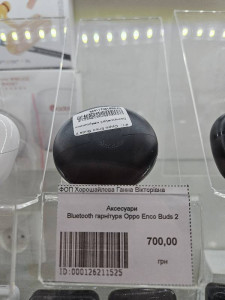 ФОП Хорошайлова Ганна Вікторівна
Аксесуари
Bluetooth гарнітура Oppo Enco Buds 2
700,00
грн
ID:000126211525